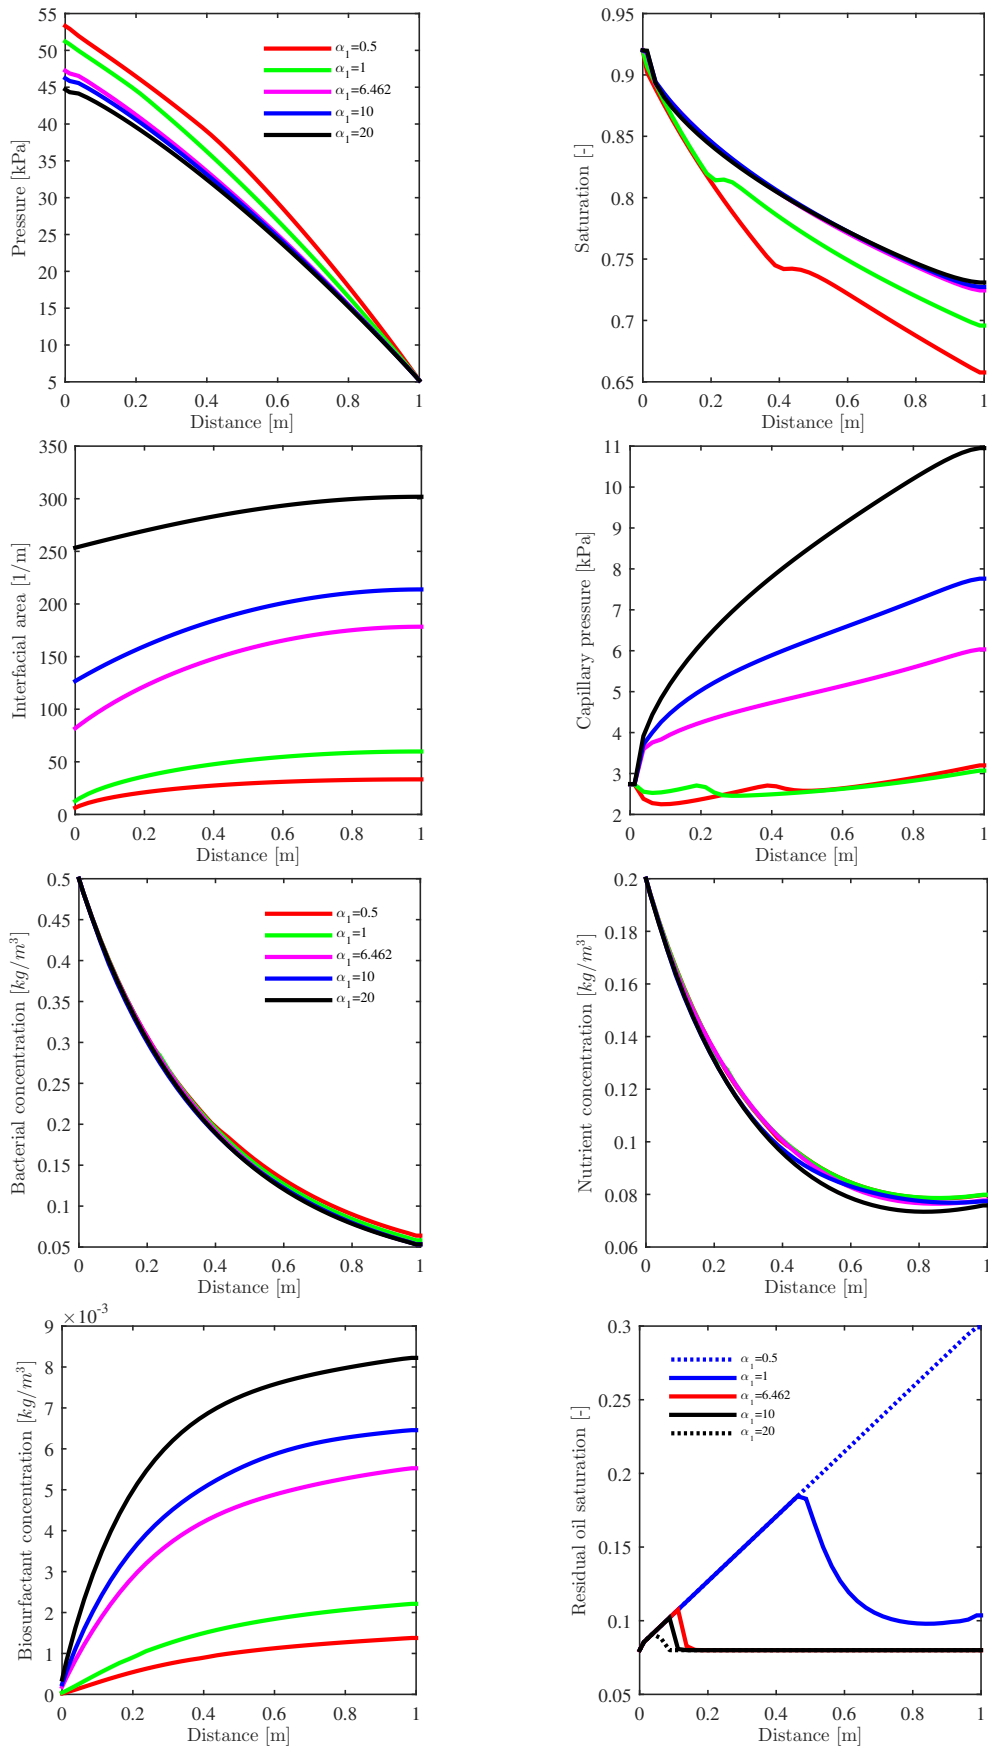 55
50
45
40
35
30
25
20
15
10
5
Pressure [kPa]
α1=0.5
α1=1
α1=6.462
α1=10
α1=20
0 0.2 0.4 0.6 0.8 1
Distance [m]
0.95
0.9
0.85
0.8
0.75
0.7
0.65
Saturation [-]
0 0.2 0.4 0.6 0.8 1
Distance [m]
350
300
250
200
150
100
50
0
Interfacial area [1/m]
0 0.2 0.4 0.6 0.8 1
Distance [m]
11
10
9
8
7
6
5
4
3
2
Capillary pressure [kPa]
0 0.2 0.4 0.6 0.8 1
Distance [m]
0.5
0.45
0.4
0.35
0.3
0.25
0.2
0.15
0.1
0.05
Bacterial concentration [kg/m³]
α1=0.5
α1=1
α1=6.462
α1=10
α1=20
0 0.2 0.4 0.6 0.8 1
Distance [m]
0.2
0.18
0.16
0.14
0.12
0.1
0.08
0.06
Nutrient concentration [kg/m³]
0 0.2 0.4 0.6 0.8 1
Distance [m]
×10-3
9
8
7
6
5
4
3
2
1
0
Biosurfactant concentration [kg/m³]
0 0.2 0.4 0.6 0.8 1
Distance [m]
0.3
0.25
0.2
0.15
0.1
0.05
Residual oil saturation [-]
α1=0.5
α1=1
α1=6.462
α1=10
α1=20
0 0.2 0.4 0.6 0.8 1
Distance [m]